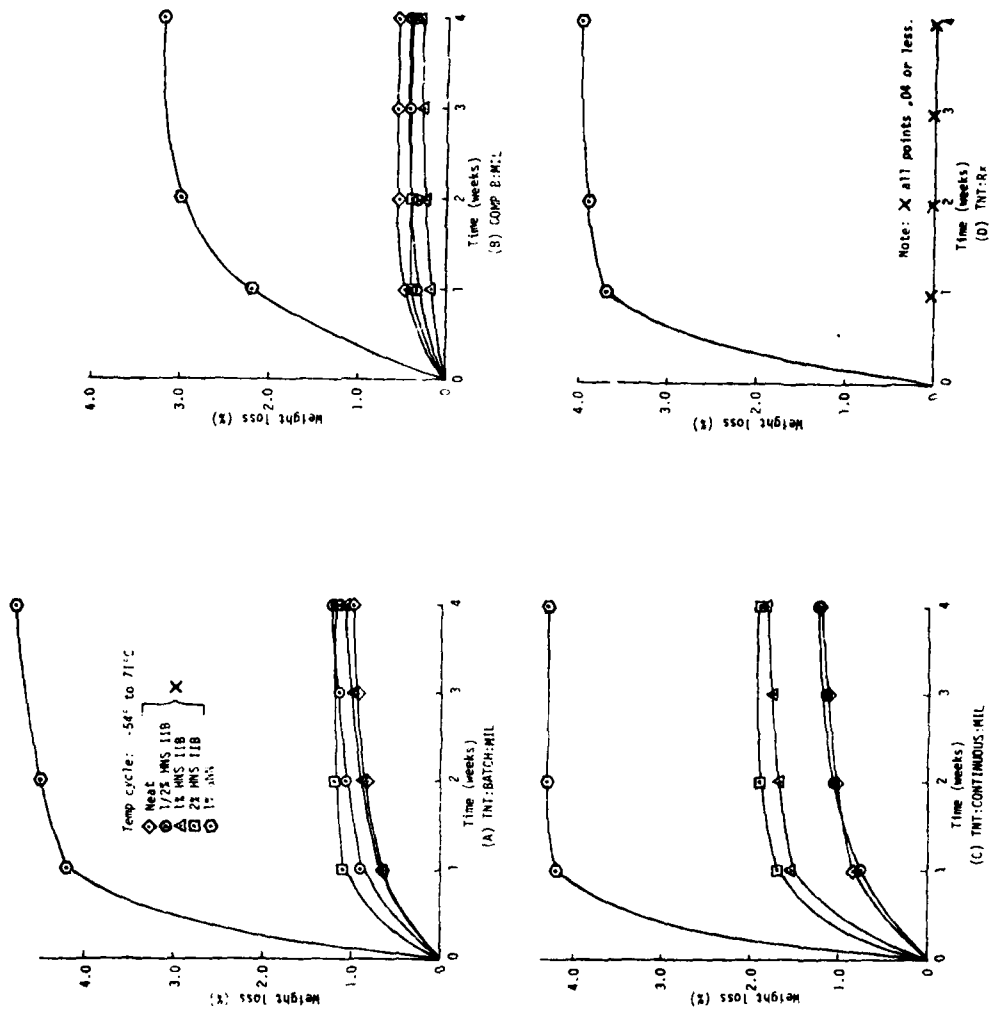 Temp cycle: -54° to 71°C
Neat
1/2% HNS IIB
1% HNS IIB
2% HNS IIB
1%
X
4.0
3.0
2.0
1.0
0
Weight loss (%)
0 1 2 3 4
Time (weeks)
(A) TNT:BATCH:MIL
4.0
3.0
2.0
1.0
0
Weight loss (%)
0 1 2 3 4
Time (weeks)
(B) COMP B:MIL
4.0
3.0
2.0
1.0
0
Weight loss (%)
0 1 2 3 4
Time (weeks)
(C) TNT:CONTINUOUS:MIL
4.0
3.0
2.0
1.0
0
Weight loss (%)
Note: X all points .04 or less.
0 1 2 3 4
Time (weeks)
(D) TNT:Rx